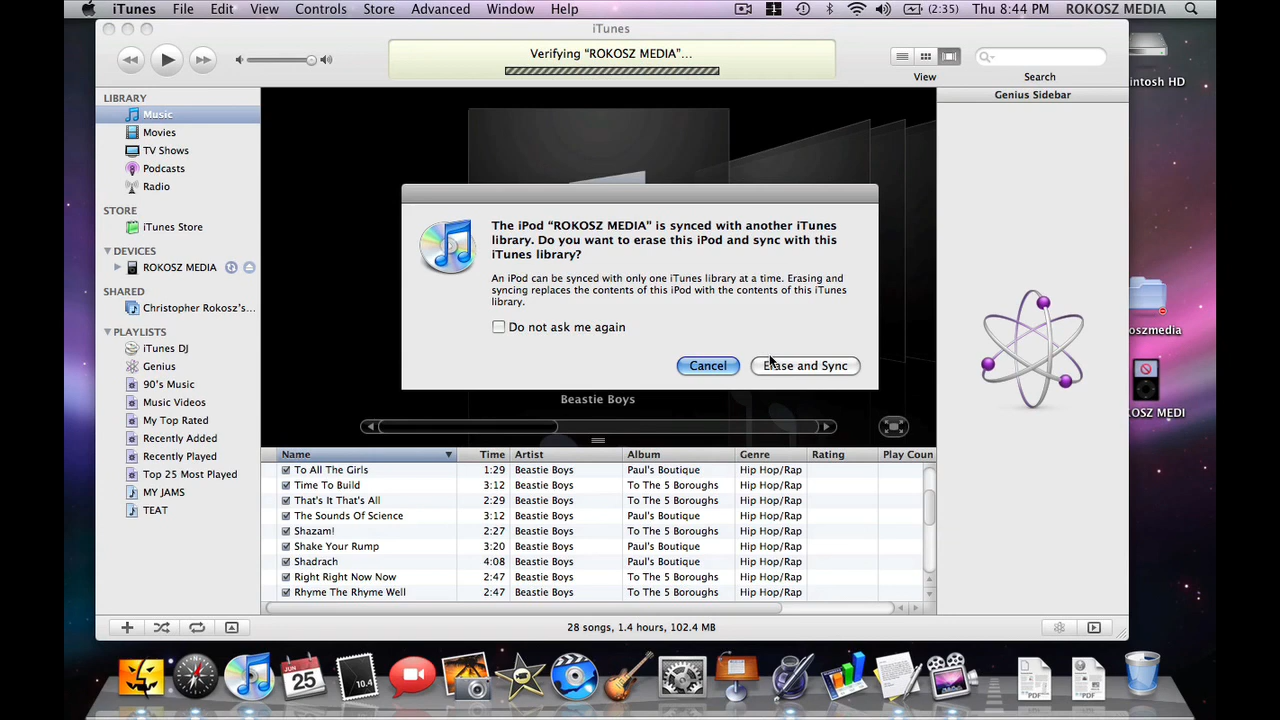 iTunes File Edit View Controls Store Advanced Window Help 1 (2:35) Thu 8:44 PM ROKOSZ MEDIA
iTunes
Verifying “ROKOSZ MEDIA”...
View
Search
intosh HD
LIBRARY
Music
Movies
TV Shows
Podcasts
Radio
STORE
iTunes Store
DEVICES
ROKOSZ MEDIA
SHARED
Christopher Rokosz's...
PLAYLISTS
iTunes DJ
Genius
90's Music
Music Videos
My Top Rated
Recently Added
Recently Played
Top 25 Most Played
MY JAMS
TEAT
The iPod “ROKOSZ MEDIA” is synced with another iTunes
library. Do you want to erase this iPod and sync with this
iTunes library?
An iPod can be synced with only one iTunes library at a time. Erasing and
syncing replaces the contents of this iPod with the contents of this iTunes
library.
Do not ask me again
Cancel
Erase and Sync
Beastie Boys
Genius Sidebar
oszmedia
KOSZ MEDI
Name Time Artist Album Genre Rating Play Coun
To All The Girls 1:29 Beastie Boys Paul's Boutique Hip Hop/Rap
Time To Build 3:12 Beastie Boys To The 5 Boroughs Hip Hop/Rap
That's It That's All 2:29 Beastie Boys To The 5 Boroughs Hip Hop/Rap
The Sounds Of Science 3:12 Beastie Boys Paul's Boutique Hip Hop/Rap
Shazam! 2:27 Beastie Boys To The 5 Boroughs Hip Hop/Rap
Shake Your Rump 3:20 Beastie Boys Paul's Boutique Hip Hop/Rap
Shadrach 4:08 Beastie Boys Paul's Boutique Hip Hop/Rap
Right Right Now Now 2:47 Beastie Boys To The 5 Boroughs Hip Hop/Rap
Rhyme The Rhyme Well 2:47 Beastie Boys To The 5 Boroughs Hip Hop/Rap
28 songs, 1.4 hours, 102.4 MB
JUN
25
10.4
PDF
PDF